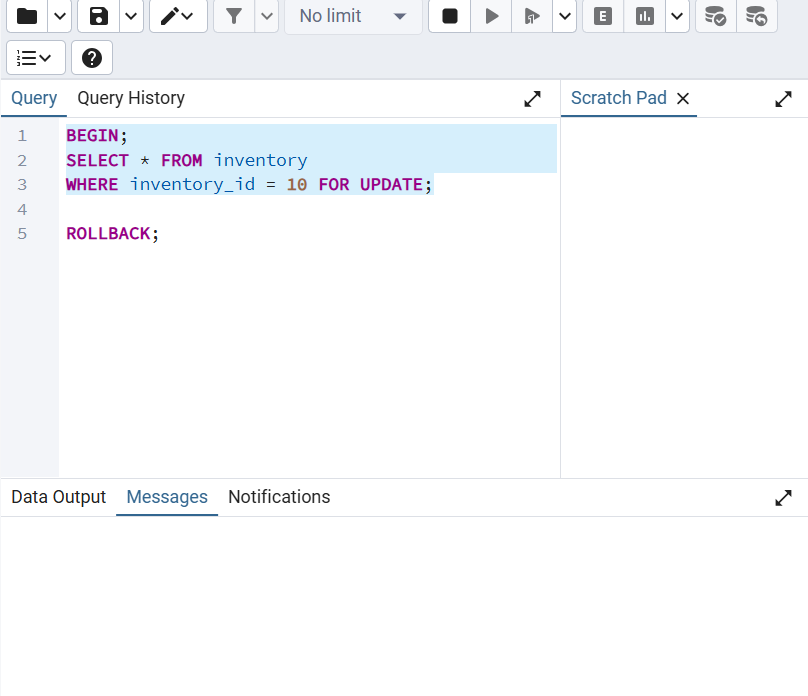 No limit
E
Query Query History
Scratch Pad
1 BEGIN;
2 SELECT * FROM inventory
3 WHERE inventory_id = 10 FOR UPDATE;
4
5 ROLLBACK;
Data Output Messages Notifications